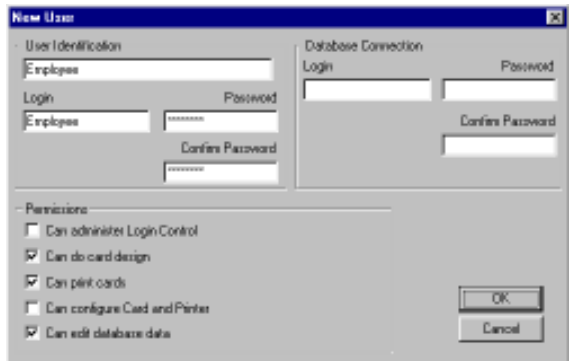 New User
User Identification
Employee
Login Password
Employee ********
Confirm Password
********
Database Connection
Login Password
Confirm Password
Permissions
Can administer Login Control
Can do card design
Can print cards
Can configure Card and Printer
Can edit database data
OK
Cancel